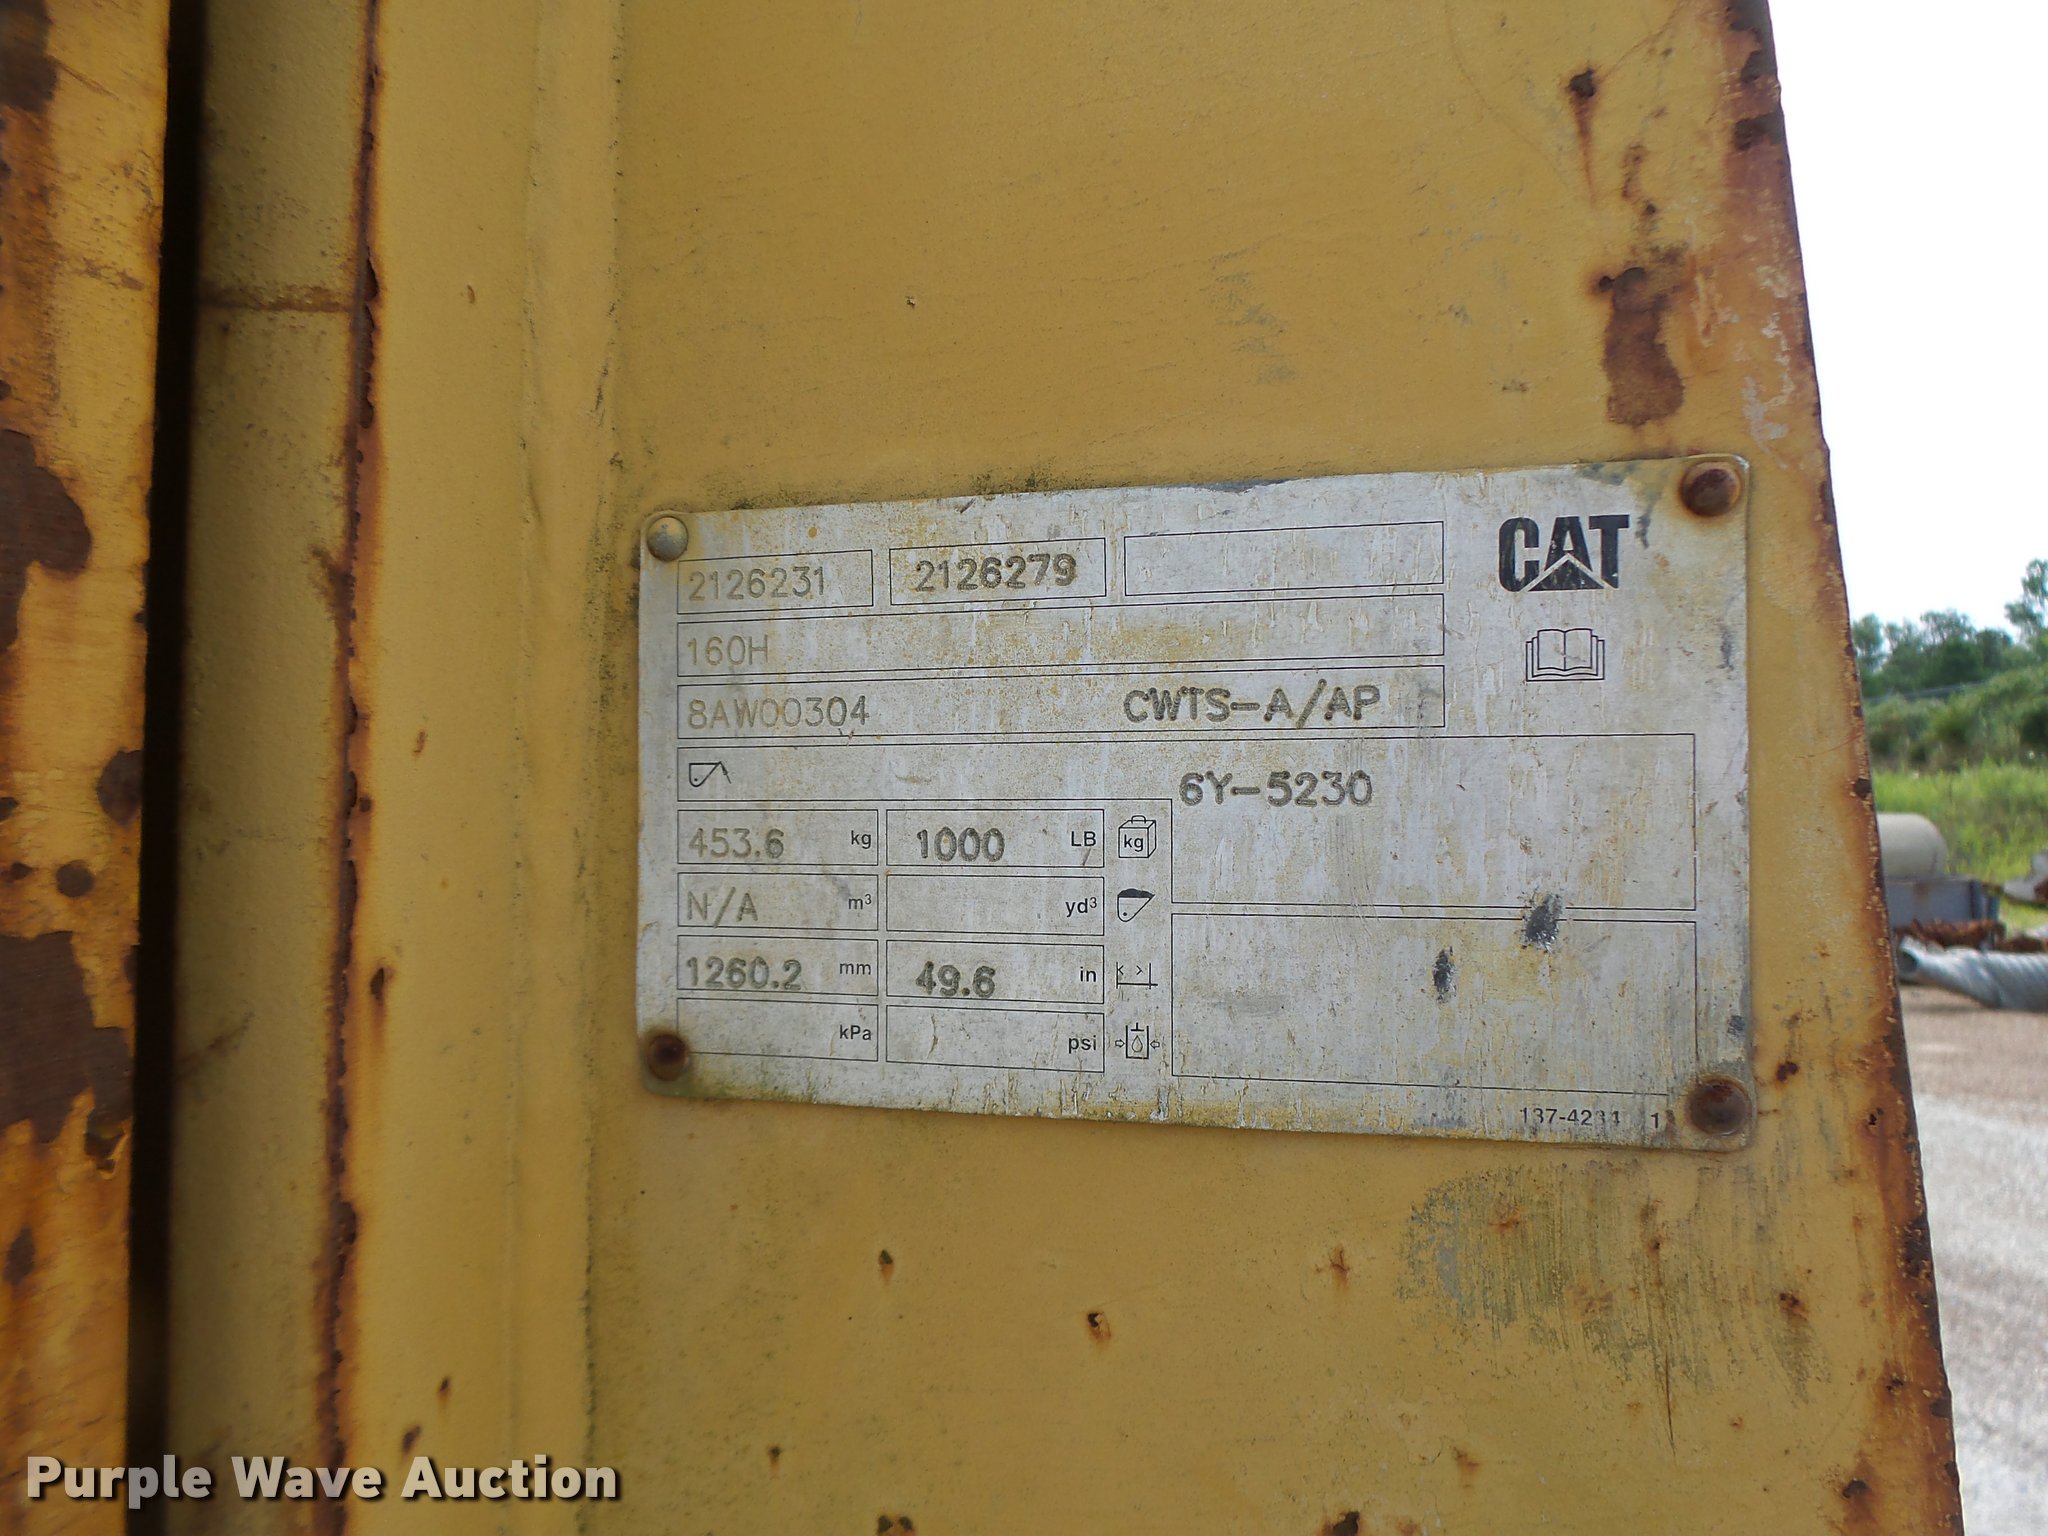 2126231 2126279 CAT
160H
8AW00304 CWTS-A/AP
6Y-5230
453.6 kg 1000 LB kg
N/A m³ yd³
1260.2 mm 49.6 in
kPa psi
137-4234 1
Purple Wave Auction